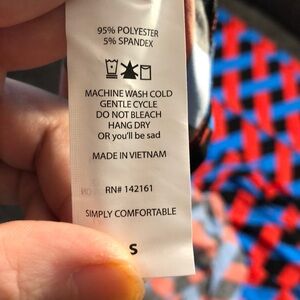 95% POLYESTER
5% SPANDEX
MACHINE WASH COLD
GENTLE CYCLE
DO NOT BLEACH
HANG DRY
OR you'll be sad
MADE IN VIETNAM
RN# 142161
SIMPLY COMFORTABLE
S